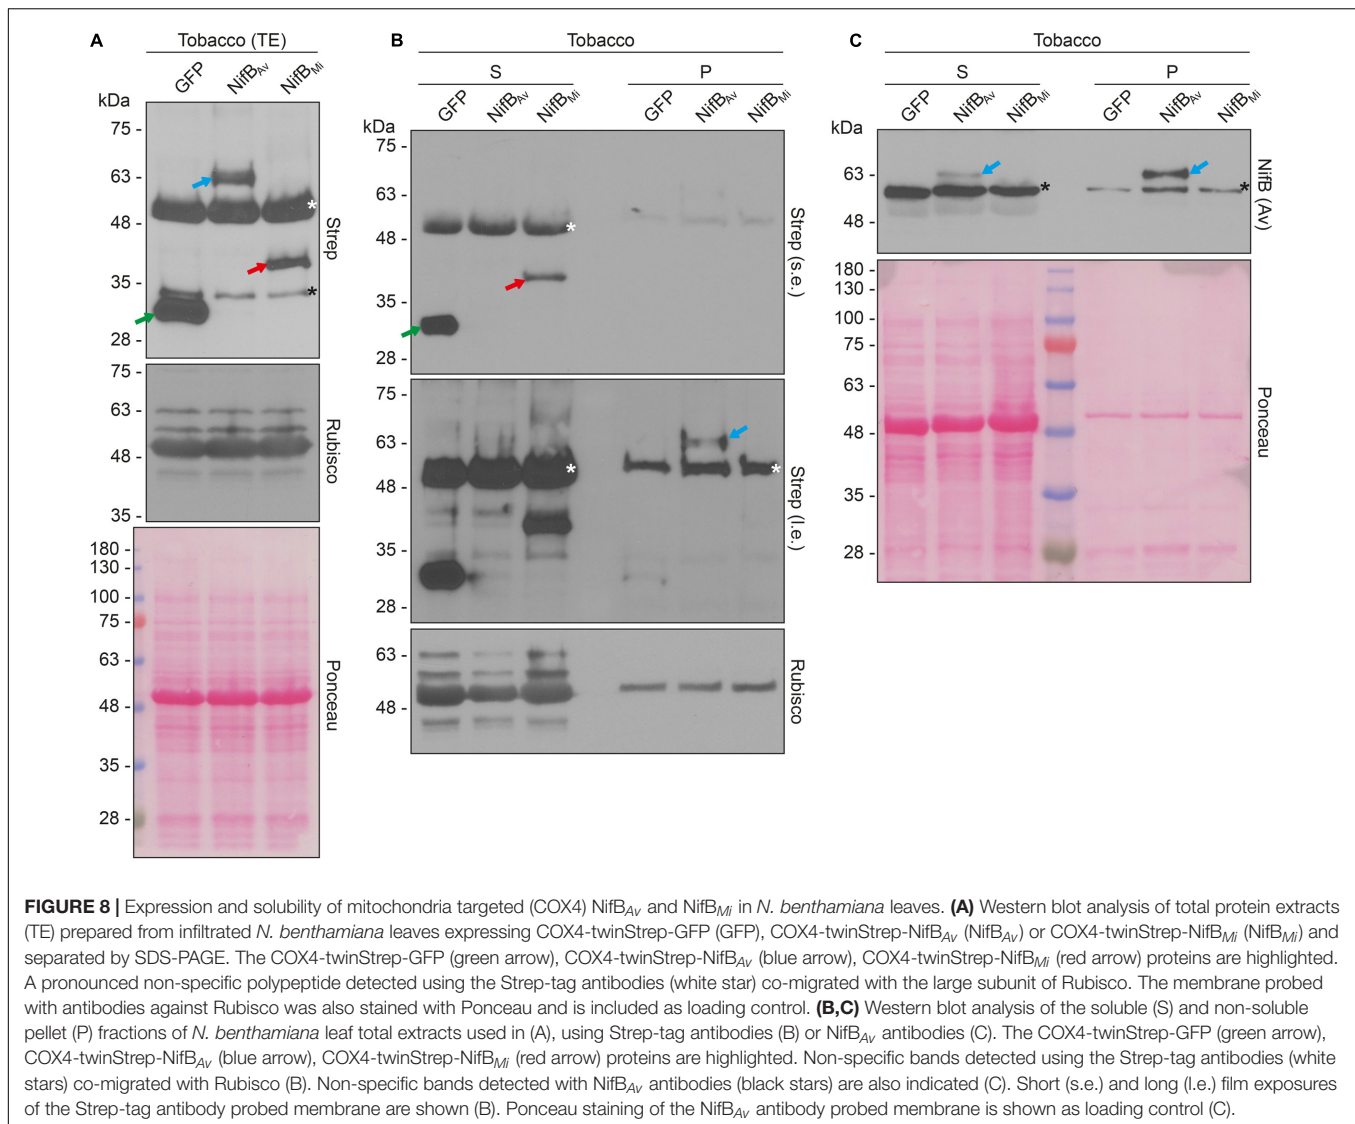 A
Tobacco (TE)
GFP
NifBAv
NifBMi
kDa
75 -
63 -
48 -
35 -
28 -
*
*
Strep
75 -
63 -
48 -
35 -
Rubisco
180 -
130 -
100 -
75 -
63 -
48 -
35 -
28 -
Ponceau
B
Tobacco
S
P
GFP
NifBAv
NifBMi
GFP
NifBAv
NifBMi
kDa
75 -
63 -
48 -
35 -
28 -
*
Strep (s.e.)
75 -
63 -
48 -
35 -
28 -
*
*
Strep (l.e.)
63 -
48 -
Rubisco
C
Tobacco
S
P
GFP
NifBAv
NifBMi
GFP
NifBAv
NifBMi
kDa
63 -
48 -
*
*
NifB (Av)
180 -
130 -
100 -
75 -
63 -
48 -
35 -
28 -
Ponceau
FIGURE 8 | Expression and solubility of mitochondria targeted (COX4) NifBAv and NifBMi in N. benthamiana leaves. (A) Western blot analysis of total protein extracts
(TE) prepared from infiltrated N. benthamiana leaves expressing COX4-twinStrep-GFP (GFP), COX4-twinStrep-NifBAv (NifBAv) or COX4-twinStrep-NifBMi (NifBMi) and
separated by SDS-PAGE. The COX4-twinStrep-GFP (green arrow), COX4-twinStrep-NifBAv (blue arrow), COX4-twinStrep-NifBMi (red arrow) proteins are highlighted.
A pronounced non-specific polypeptide detected using the Strep-tag antibodies (white star) co-migrated with the large subunit of Rubisco. The membrane probed
with antibodies against Rubisco was also stained with Ponceau and is included as loading control. (B,C) Western blot analysis of the soluble (S) and non-soluble
pellet (P) fractions of N. benthamiana leaf total extracts used in (A), using Strep-tag antibodies (B) or NifBAv antibodies (C). The COX4-twinStrep-GFP (green arrow),
COX4-twinStrep-NifBAv (blue arrow), COX4-twinStrep-NifBMi (red arrow) proteins are highlighted. Non-specific bands detected using the Strep-tag antibodies (white
stars) co-migrated with Rubisco (B). Non-specific bands detected with NifBAv antibodies (black stars) are also indicated (C). Short (s.e.) and long (l.e.) film exposures
of the Strep-tag antibody probed membrane are shown (B). Ponceau staining of the NifBAv antibody probed membrane is shown as loading control (C).